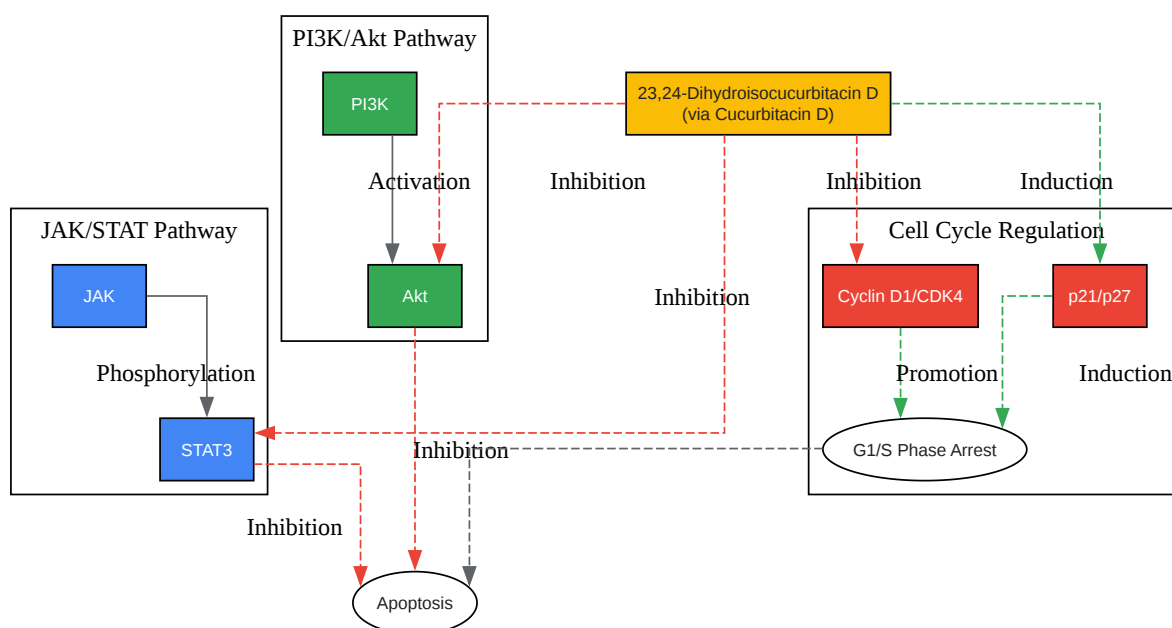 PI3K/Akt Pathway
PI3K
23,24-Dihydroisocucurbitacin D
(via Cucurbitacin D)
Activation
Inhibition
Inhibition
Induction
JAK/STAT Pathway
Cell Cycle Regulation
JAK
Akt
Inhibition
Cyclin D1/CDK4
p21/p27
Phosphorylation
Promotion
Induction
STAT3
Inhibition
G1/S Phase Arrest
Inhibition
Apoptosis